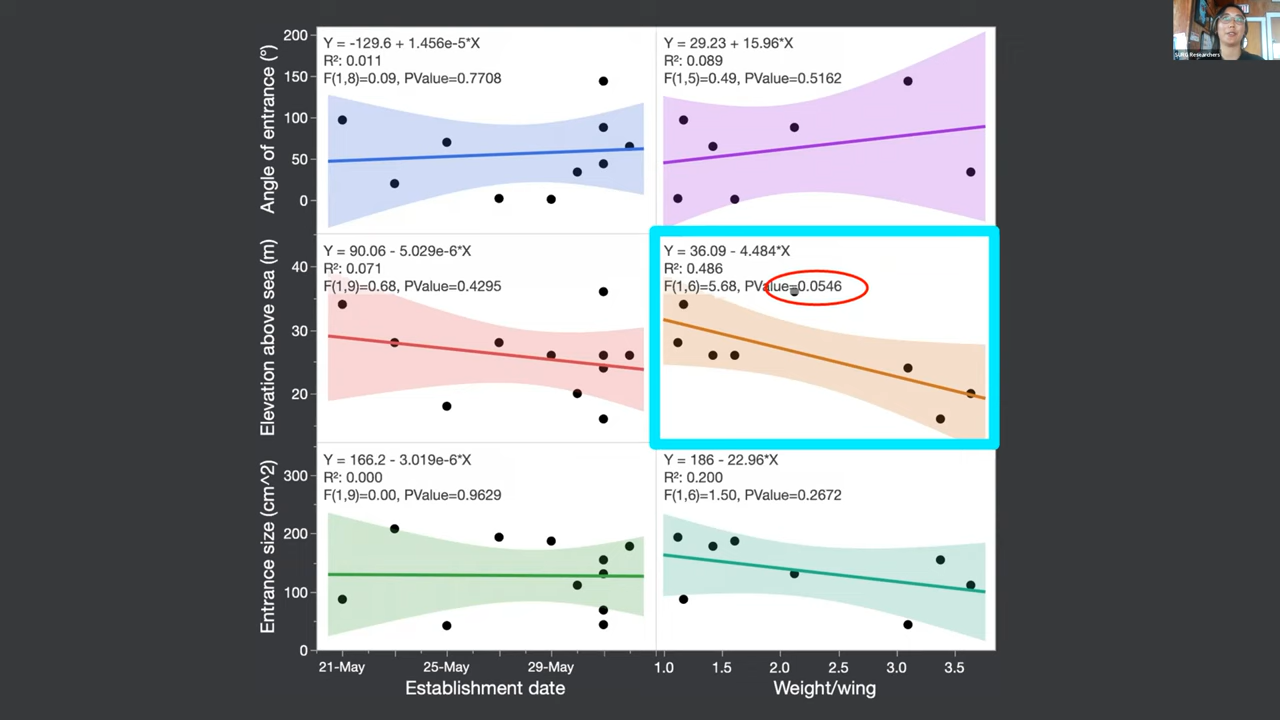 Angle of entrance (°)
200
150
100
50
0
Y = -129.6 + 1.456e-5*X
R²: 0.011
F(1,8)=0.09, PValue=0.7708
Y = 29.23 + 15.96*X
R²: 0.089
F(1,5)=0.49, PValue=0.5162
Elevation above sea (m)
40
30
20
Y = 90.06 - 5.029e-6*X
R²: 0.071
F(1,9)=0.68, PValue=0.4295
Y = 36.09 - 4.484*X
R²: 0.486
F(1,6)=5.68, PValue=0.0546
Entrance size (cm^2)
300
200
100
0
Y = 166.2 - 3.019e-6*X
R²: 0.000
F(1,9)=0.00, PValue=0.9629
Y = 186 - 22.96*X
R²: 0.200
F(1,6)=1.50, PValue=0.2672
21-May 25-May 29-May
1.0 1.5 2.0 2.5 3.0 3.5
Establishment date
Weight/wing
Researchers